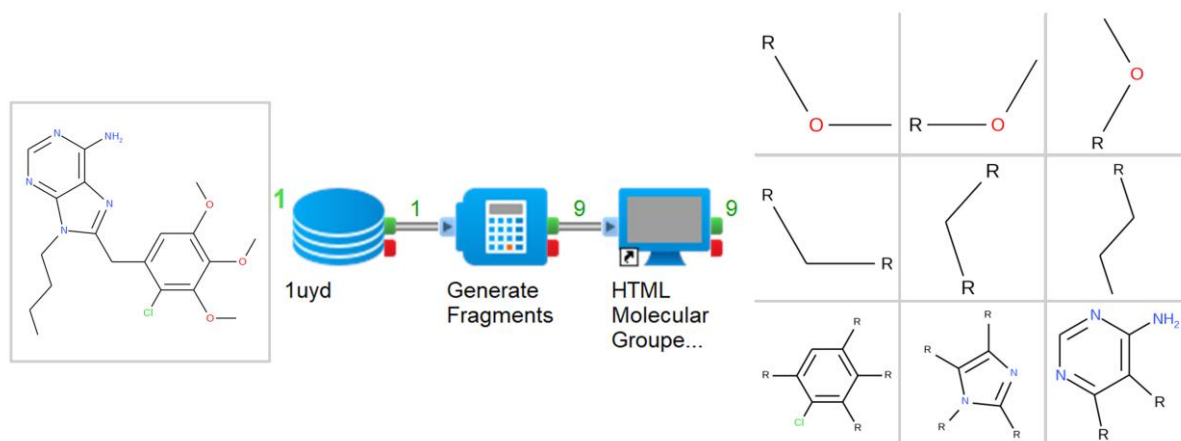 N
NH₂
N
N
N
N
O
O
O
Cl
1
1
9
9
1uyd
Generate
Fragments
HTML
Molecular
Groupe...
R
O
R
O
O
R
R
R
R
R
R
R
R
R
R
Cl
R
R
R
N
N
R
R
N
NH₂
N
R
R